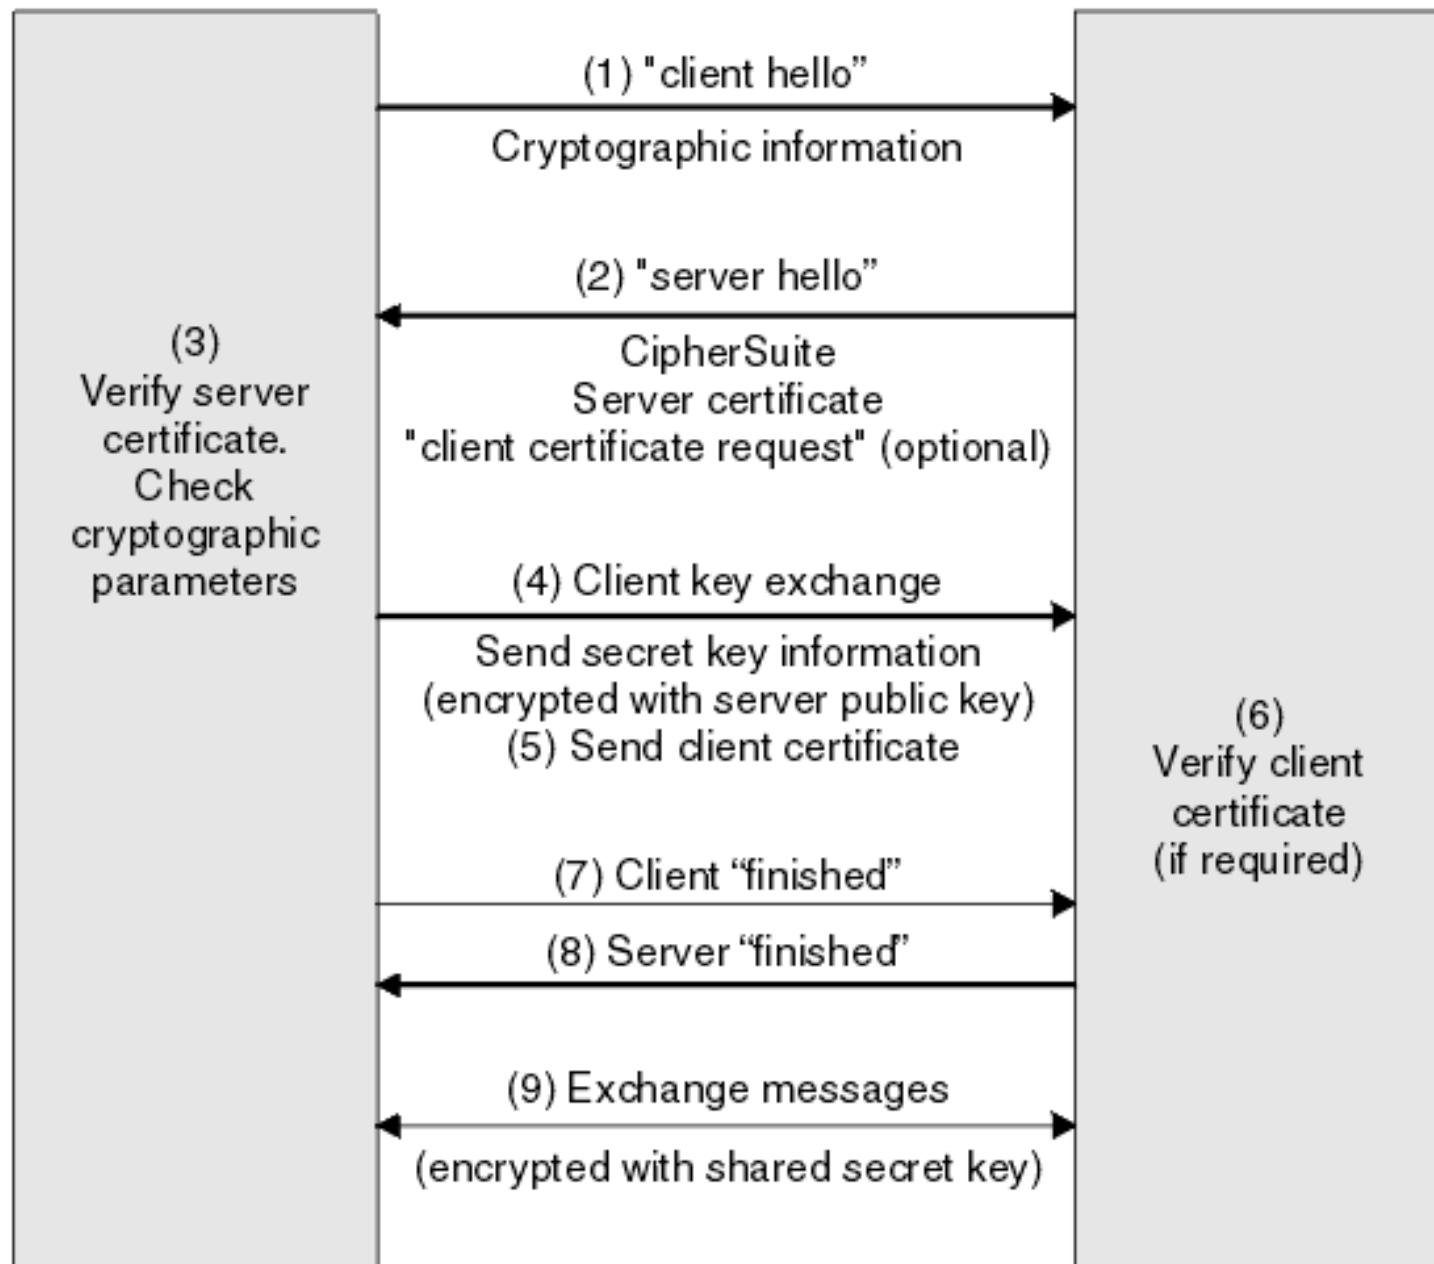 (1) "client hello”
Cryptographic information
(2) "server hello”
CipherSuite
Server certificate
"client certificate request" (optional)
(3)
Verify server
certificate.
Check
cryptographic
parameters
(4) Client key exchange
Send secret key information
(encrypted with server public key)
(5) Send client certificate
(6)
Verify client
certificate
(if required)
(7) Client “finished”
(8) Server “finished”
(9) Exchange messages
(encrypted with shared secret key)